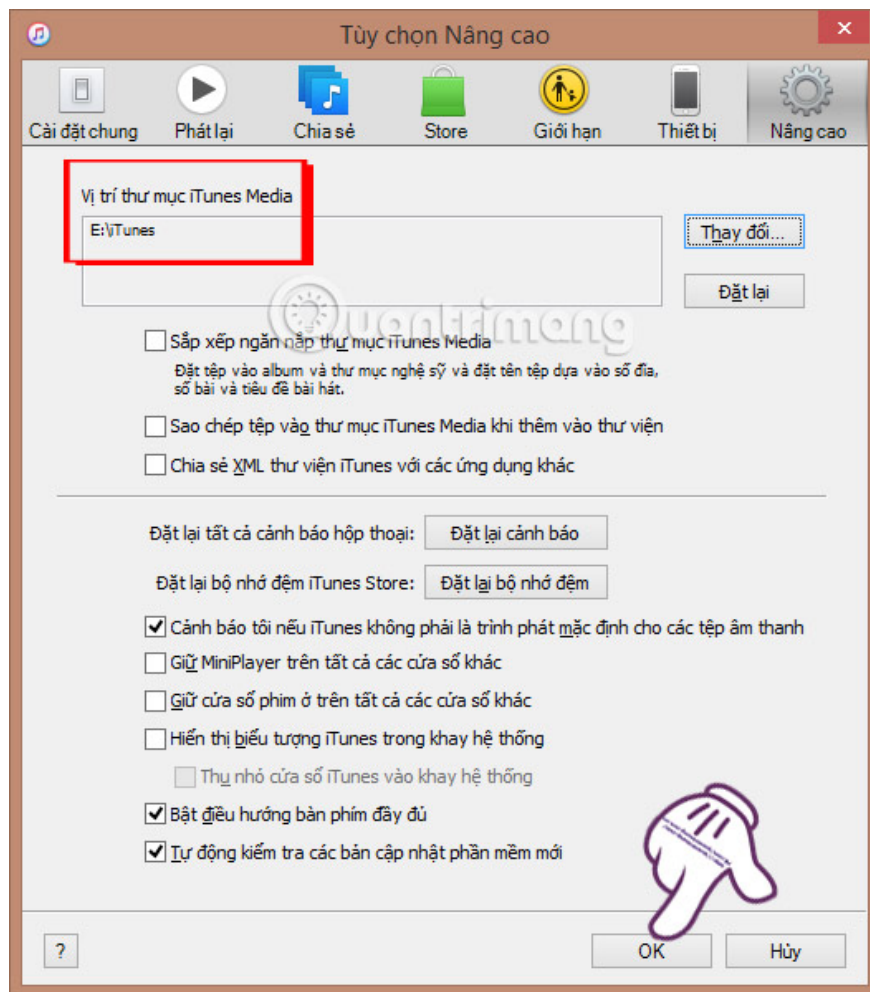 Tùy chọn Nâng cao
Cài đặt chung Phát lại Chia sẻ Store Giới hạn Thiết bị Nâng cao
Vị trí thư mục iTunes Media
E:\iTunes
Thay đổi...
Đặt lại
Quantrimang
Sắp xếp ngăn nắp thư mục iTunes Media
Đặt tệp vào album và thư mục nghệ sỹ và đặt tên tệp dựa vào số đĩa,
số bài và tiêu đề bài hát.
Sao chép tệp vào thư mục iTunes Media khi thêm vào thư viện
Chia sẻ XML thư viện iTunes với các ứng dụng khác
Đặt lại tất cả cảnh báo hộp thoại: Đặt lại cảnh báo
Đặt lại bộ nhớ đệm iTunes Store: Đặt lại bộ nhớ đệm
Cảnh báo tôi nếu iTunes không phải là trình phát mặc định cho các tệp âm thanh
Giữ MiniPlayer trên tất cả các cửa sổ khác
Giữ cửa sổ phim ở trên tất cả các cửa sổ khác
Hiển thị biểu tượng iTunes trong khay hệ thống
Thu nhỏ cửa sổ iTunes vào khay hệ thống
Bật điều hướng bàn phím đầy đủ
Tự động kiểm tra các bản cập nhật phần mềm mới
? OK Hủy